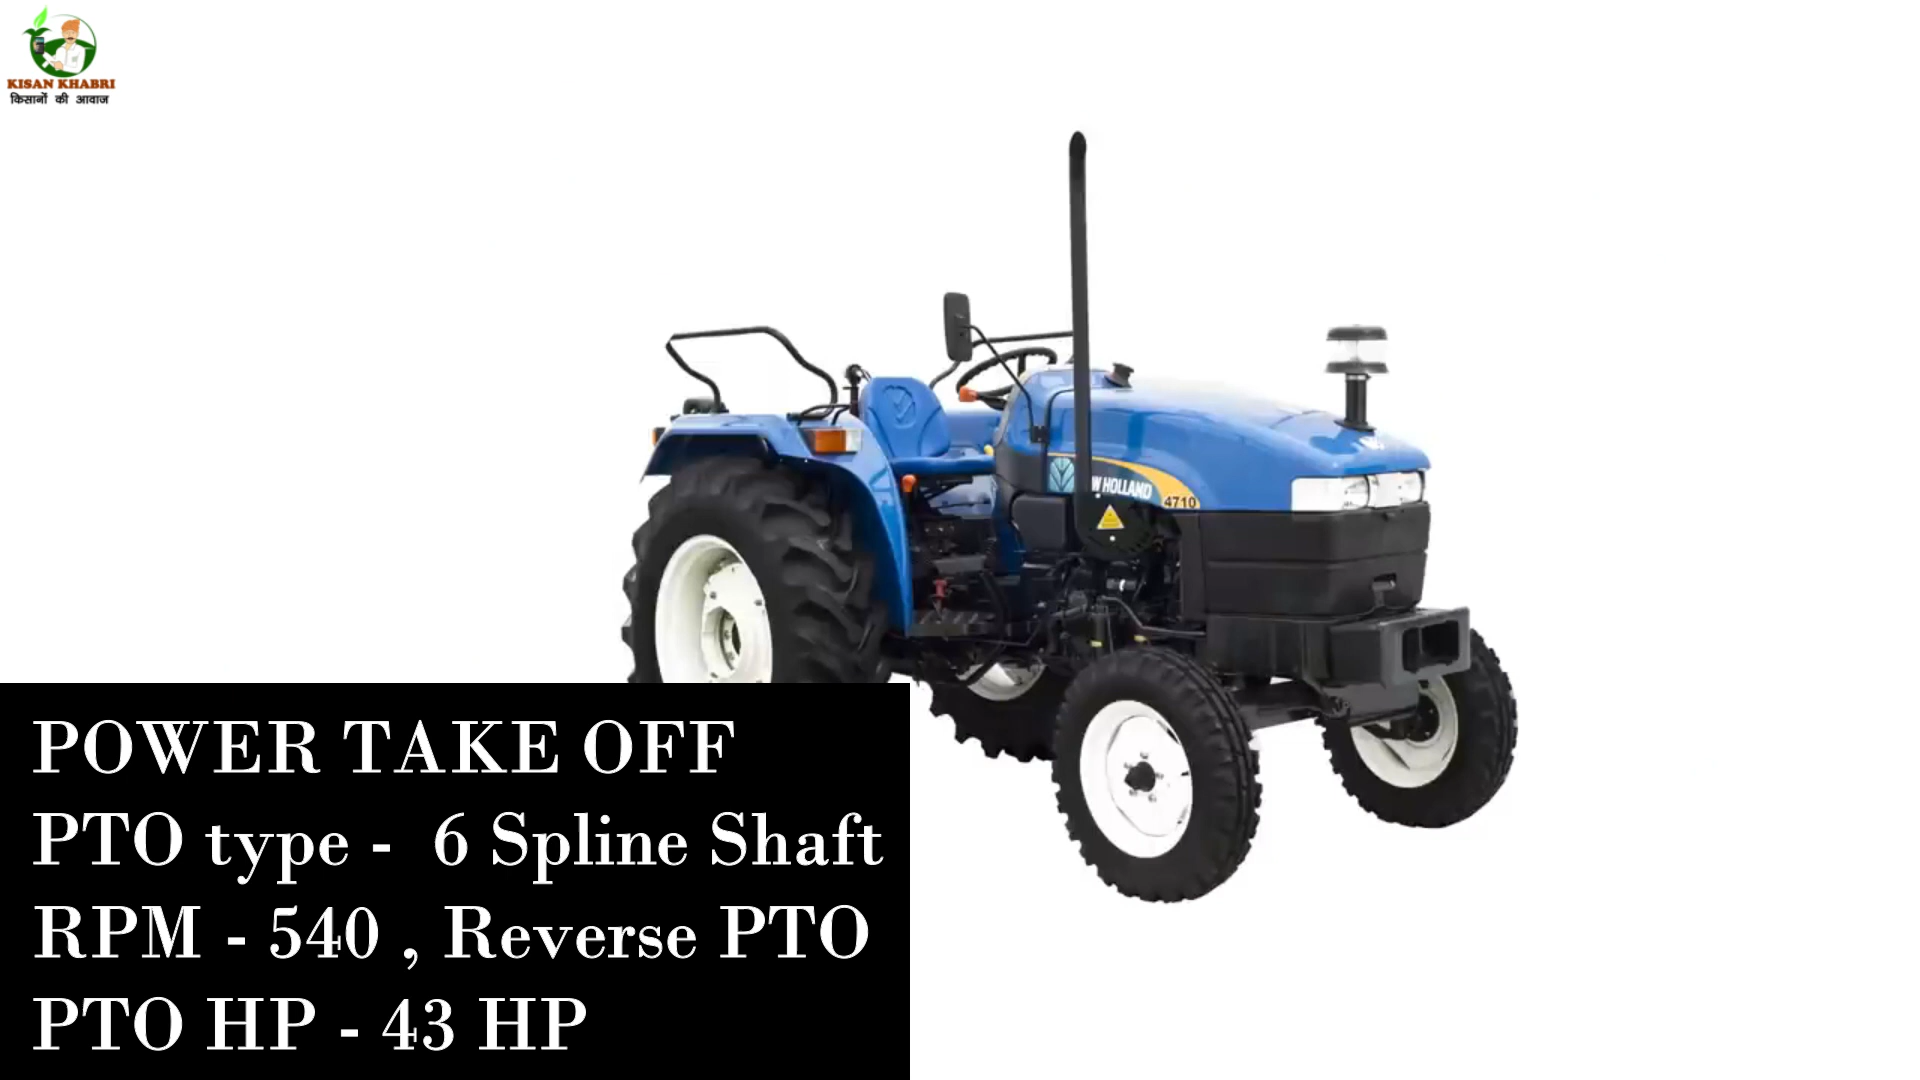 KISAN KHABRI
किसानों की आवाज
W HOLLAND
4710
POWER TAKE OFF
PTO type - 6 Spline Shaft
RPM - 540 , Reverse PTO
PTO HP - 43 HP